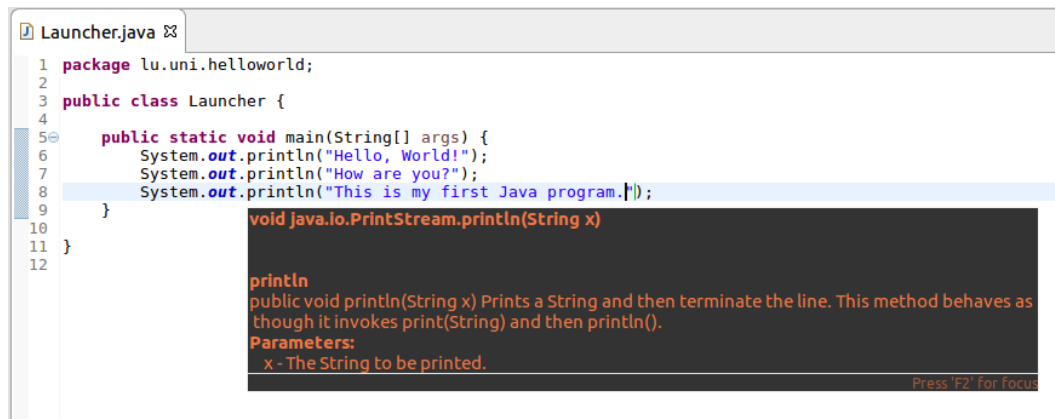 Launcher.java
1 package lu.uni.helloworld;
2
3 public class Launcher {
4
5 public static void main(String[] args) {
6 System.out.println("Hello, World!");
7 System.out.println("How are you?");
8 System.out.println("This is my first Java program.");
9 }
10
11 }
12
void java.io.PrintStream.println(String x)
println
public void println(String x) Prints a String and then terminate the line. This method behaves as
though it invokes print(String) and then println().
Parameters:
x - The String to be printed.
Press 'F2' for focus